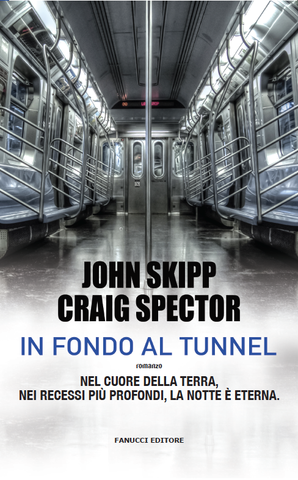 JOHN SKIPP
CRAIG SPECTOR
IN FONDO AL TUNNEL
romanzo
NEL CUORE DELLA TERRA,
NEI RECESSI PIÙ PROFONDI, LA NOTTE È ETERNA.
FANUCCI EDITORE